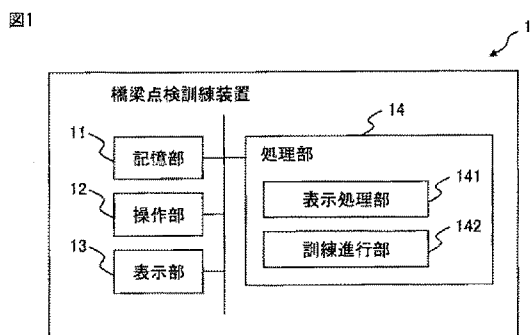 図1
1
橋梁点検訓練装置
11
記憶部
12
操作部
13
表示部
14
処理部
141
表示処理部
142
訓練進行部